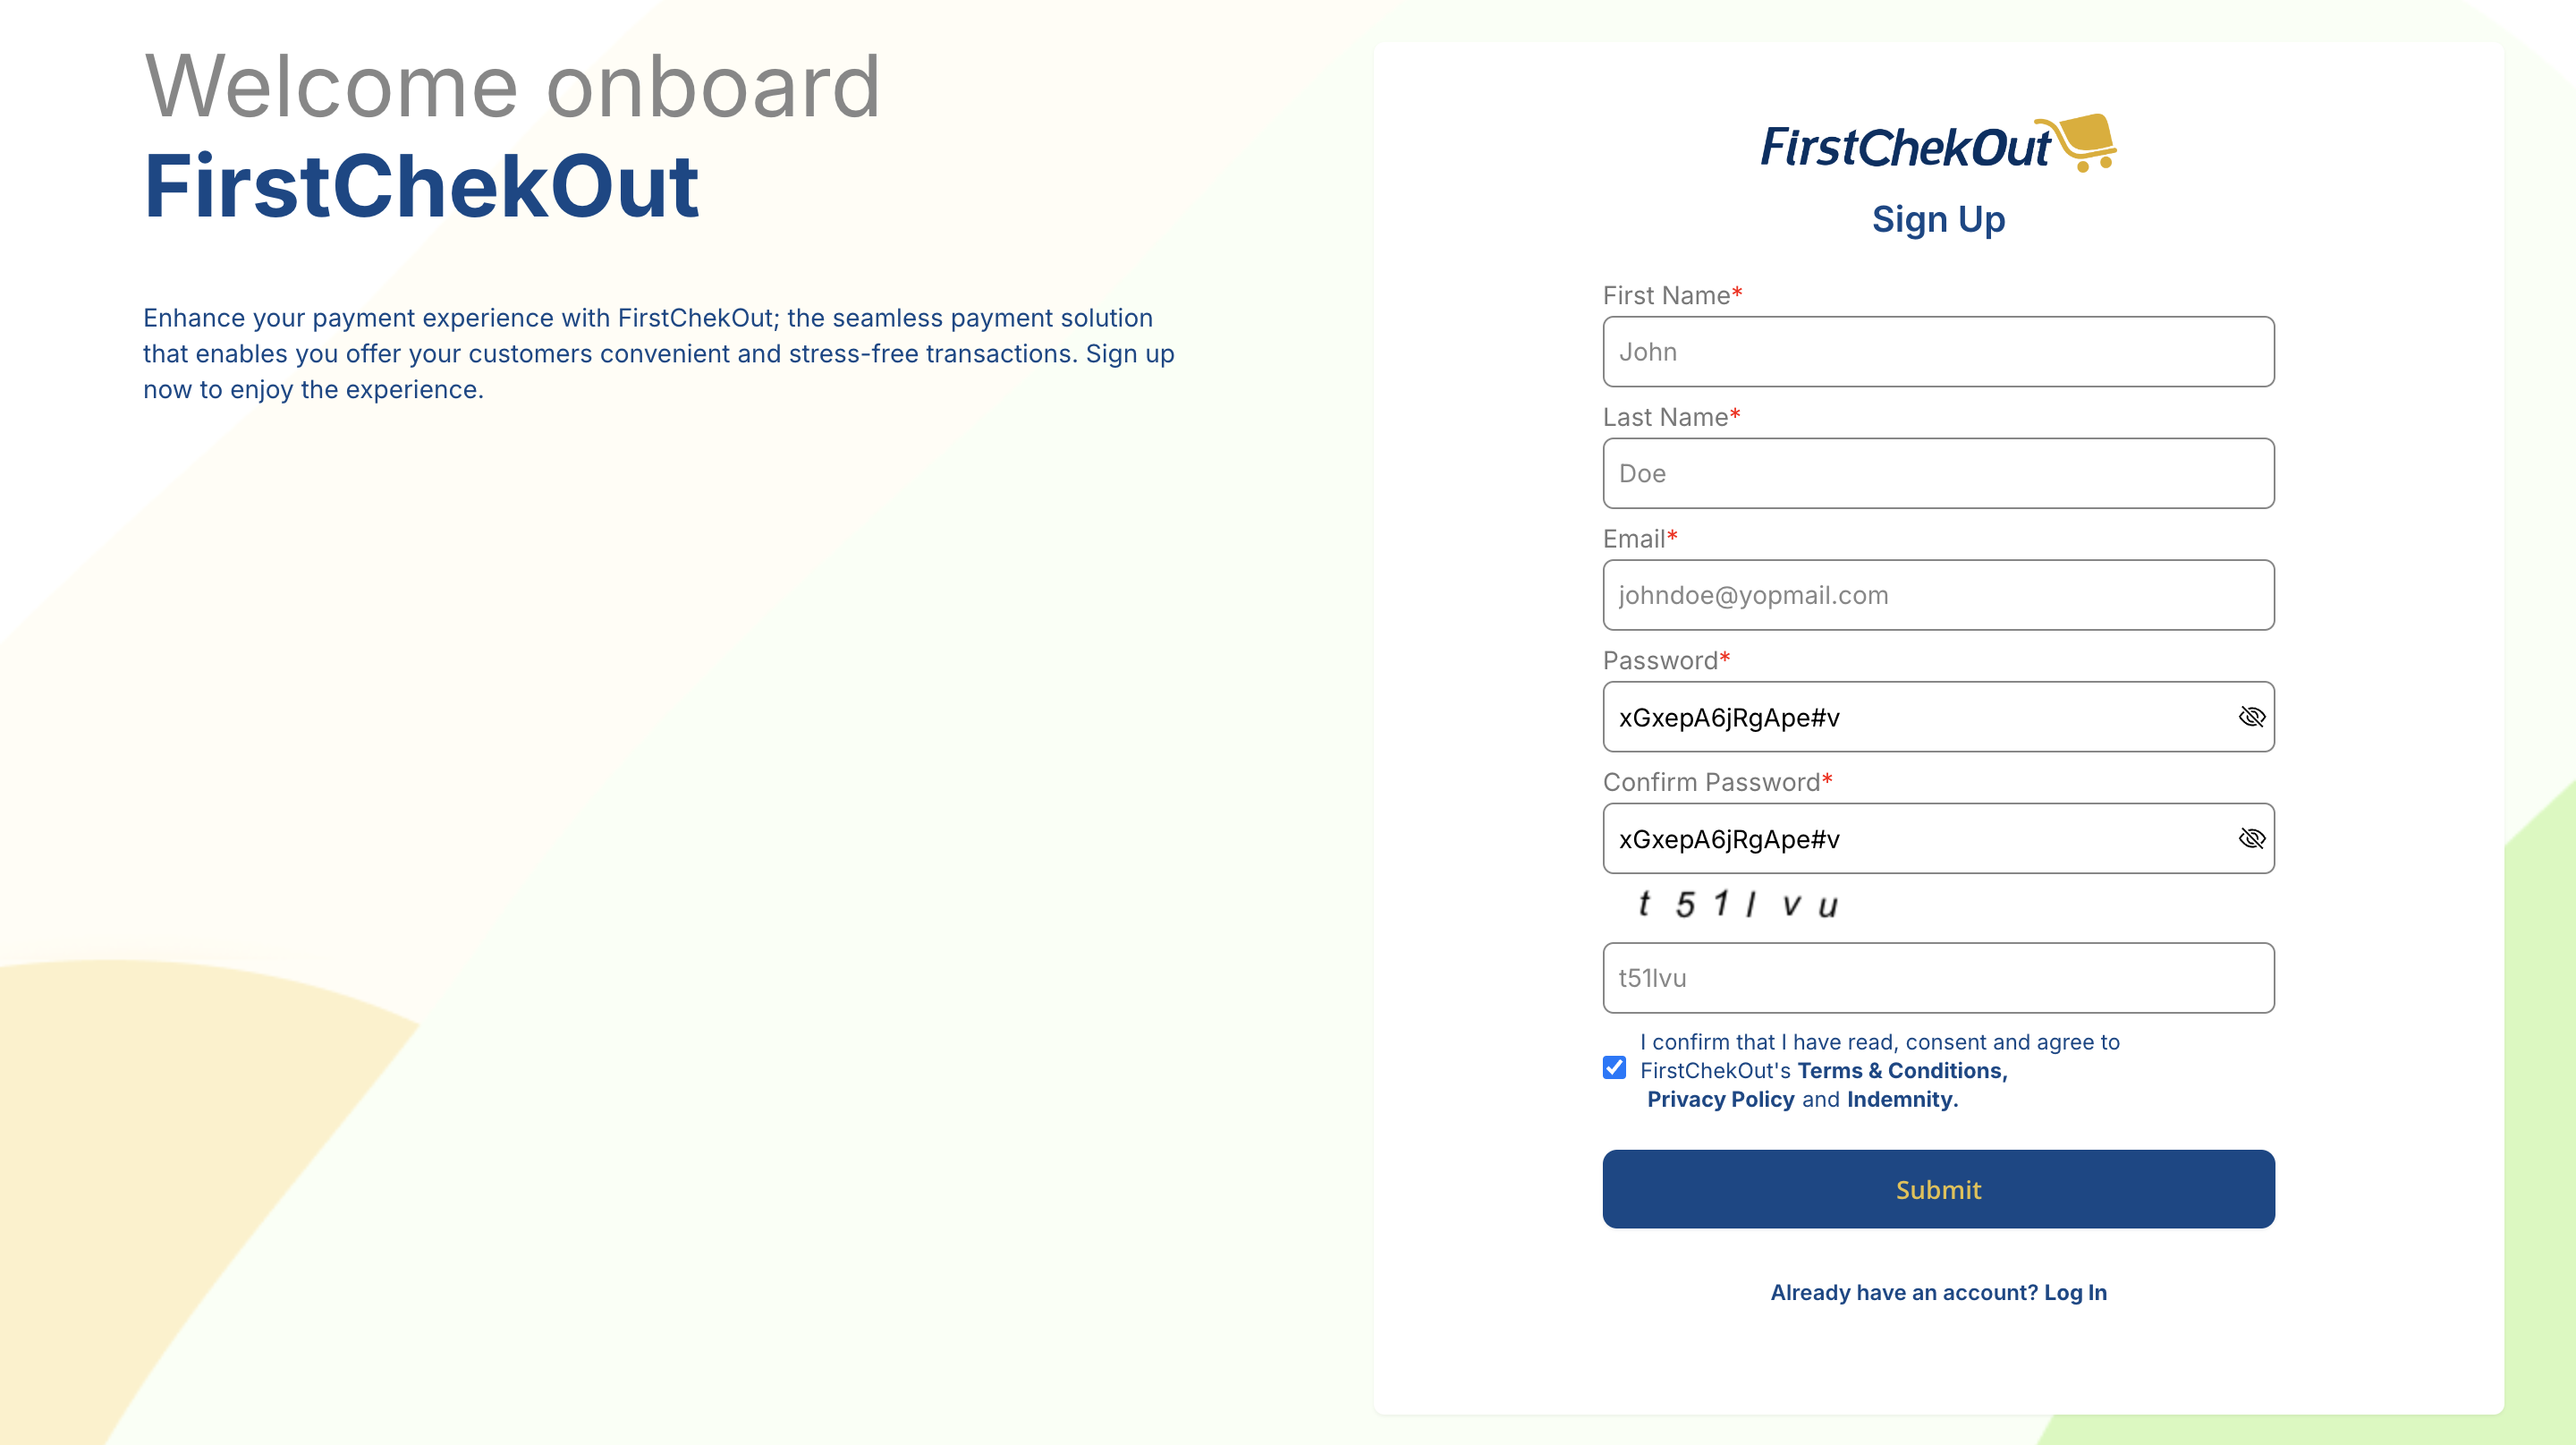 Welcome onboard
FirstChekOut
Enhance your payment experience with FirstChekOut; the seamless payment solution
that enables you offer your customers convenient and stress-free transactions. Sign up
now to enjoy the experience.
FirstChekOut
Sign Up
First Name*
John
Last Name*
Doe
Email*
johndoe@yopmail.com
Password*
xGxepA6jRgApe#v
Confirm Password*
xGxepA6jRgApe#v
t 5 1 l v u
t51lvu
I confirm that I have read, consent and agree to
FirstChekOut's Terms & Conditions,
Privacy Policy and Indemnity.
Submit
Already have an account? Log In